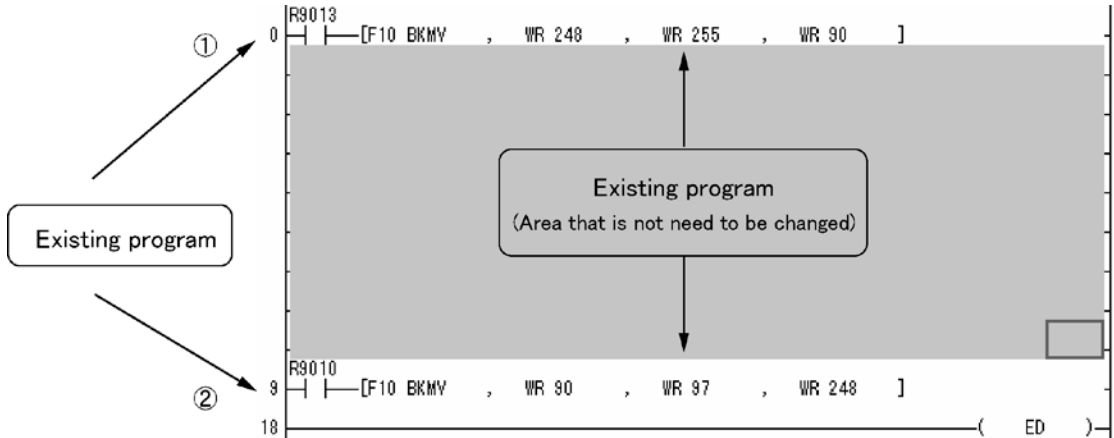 R9013
① 0 [F10 BKMV , WR 248 , WR 255 , WR 90 ]
Existing program
(Area that is not need to be changed)
Existing program
R9010
② 9 [F10 BKMV , WR 90 , WR 97 , WR 248 ]
18 ( ED )